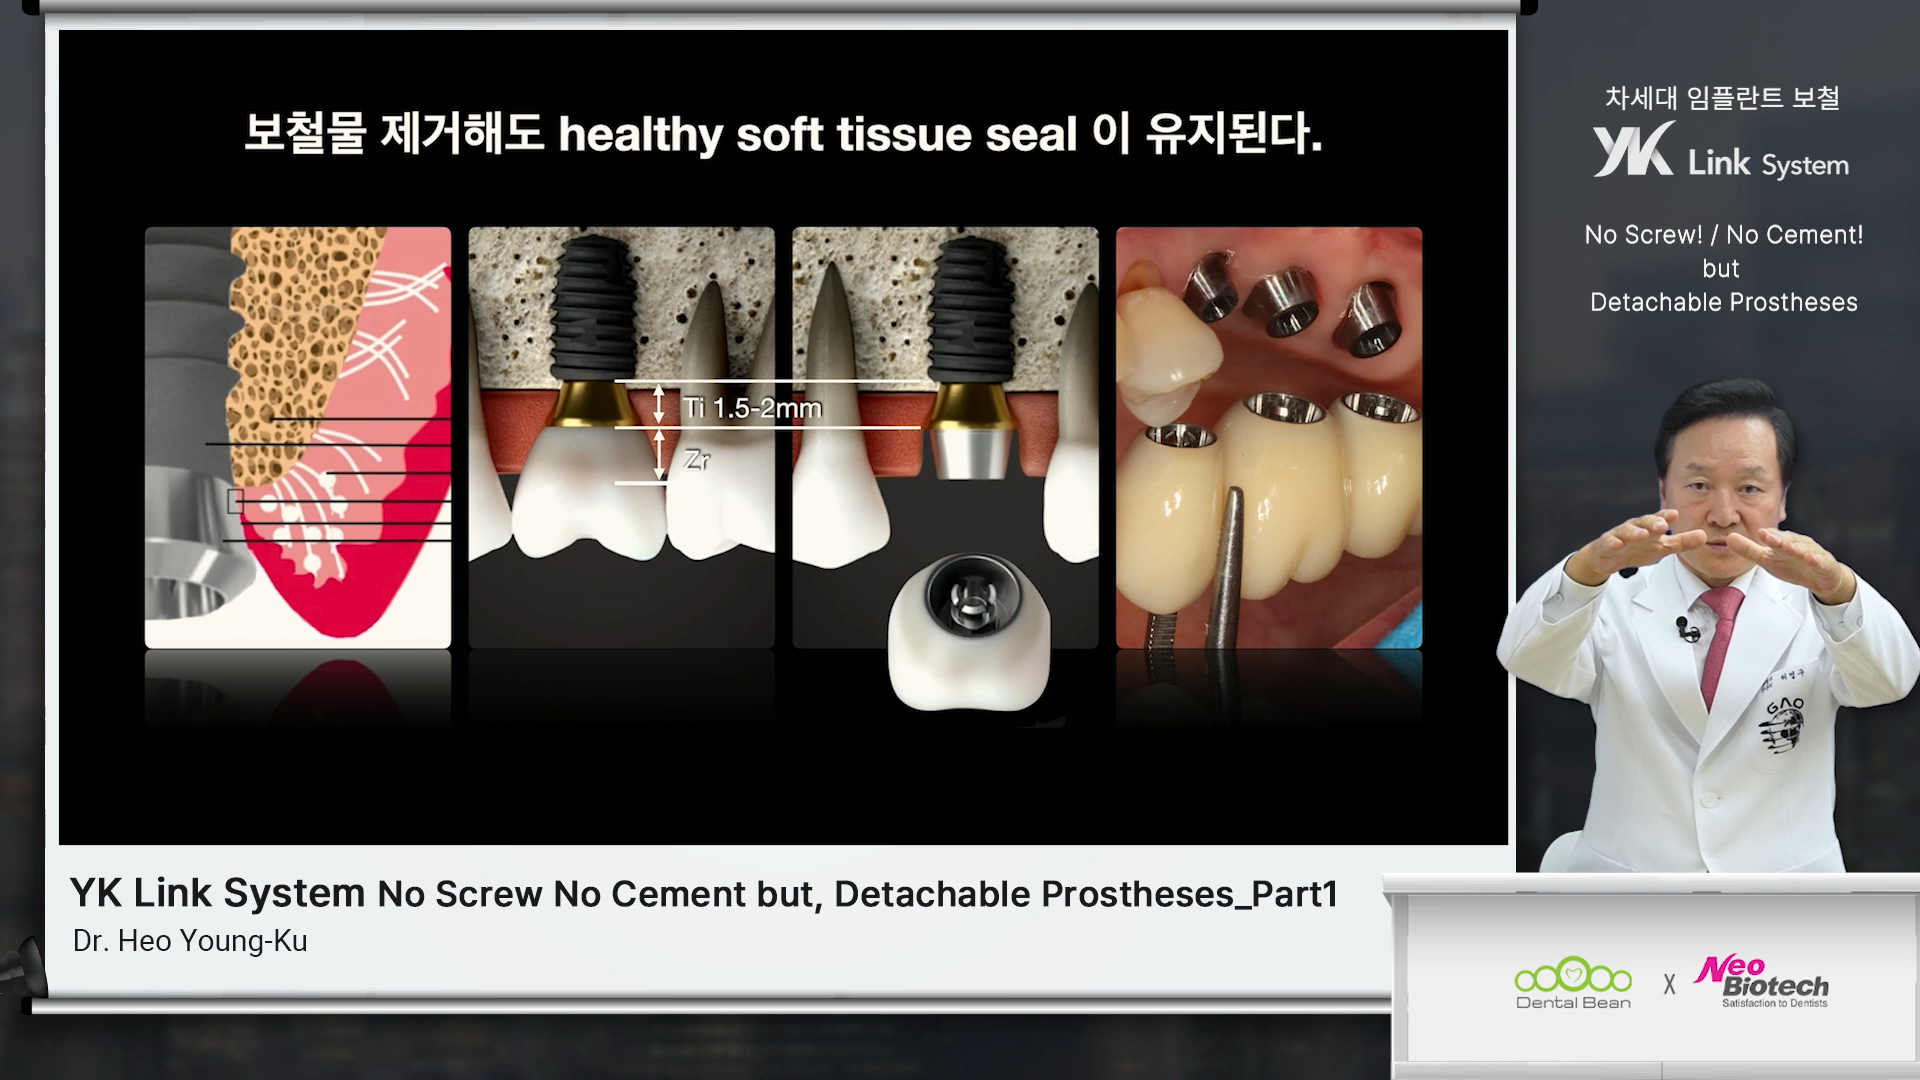 보철물 제거해도 healthy soft tissue seal 이 유지된다.
Ti 1.5-2mm
Zr
차세대 임플란트 보철
YK Link System
No Screw! / No Cement!
but
Detachable Prostheses
GAO
YK Link System No Screw No Cement but, Detachable Prostheses_Part1
Dr. Heo Young-Ku
Dental Bean X Neo Biotech
Satisfaction to Dentists